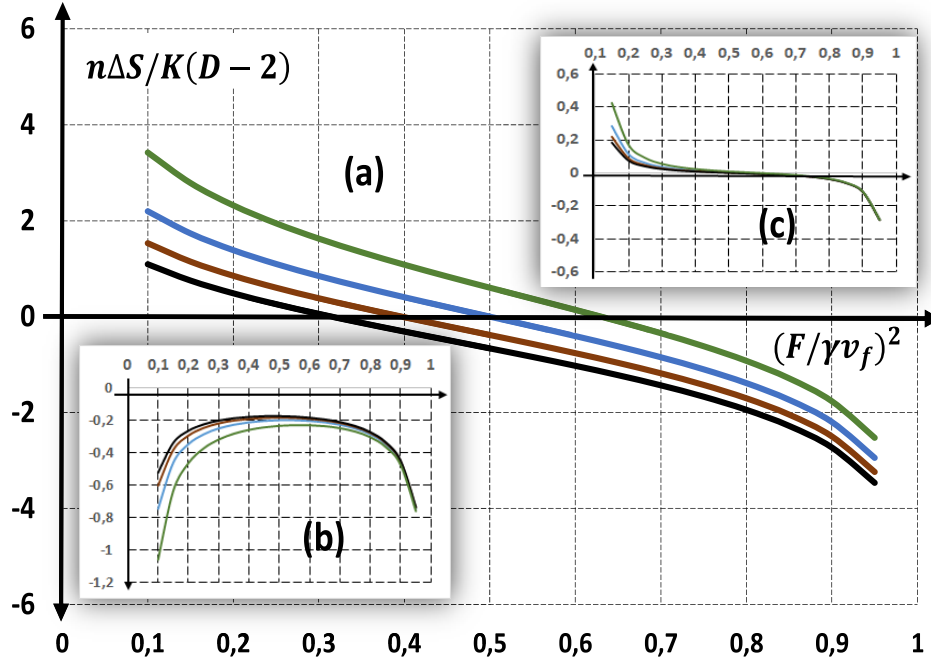 6
nΔS/K(D − 2)
4
(a)
2
0
(F/γv_f)²
-2
-4
-6
0 0,1 0,2 0,3 0,4 0,5 0,6 0,7 0,8 0,9 1
0,1 0,2 0,3 0,4 0,5 0,6 0,7 0,8 0,9 1
0,6
0,4
0,2
0
-0,2
(c)
-0,4
-0,6
0 0,1 0,2 0,3 0,4 0,5 0,6 0,7 0,8 0,9 1
0
-0,2
-0,4
-0,6
-0,8
(b)
-1
-1,2